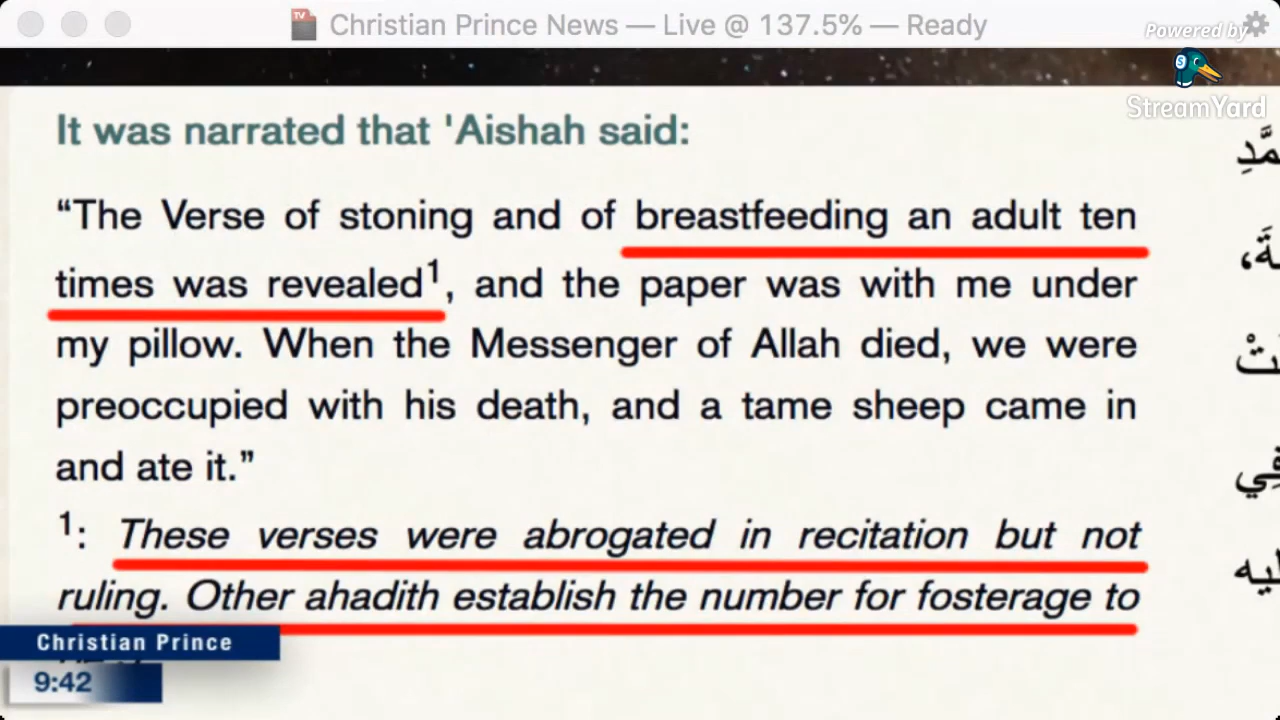 Christian Prince News — Live @ 137.5% — Ready
Powered by
StreamYard
It was narrated that 'Aishah said:
“The Verse of stoning and of breastfeeding an adult ten
times was revealed¹, and the paper was with me under
my pillow. When the Messenger of Allah died, we were
preoccupied with his death, and a tame sheep came in
and ate it.”
¹: These verses were abrogated in recitation but not
ruling. Other ahadith establish the number for fosterage to
Christian Prince
9:42